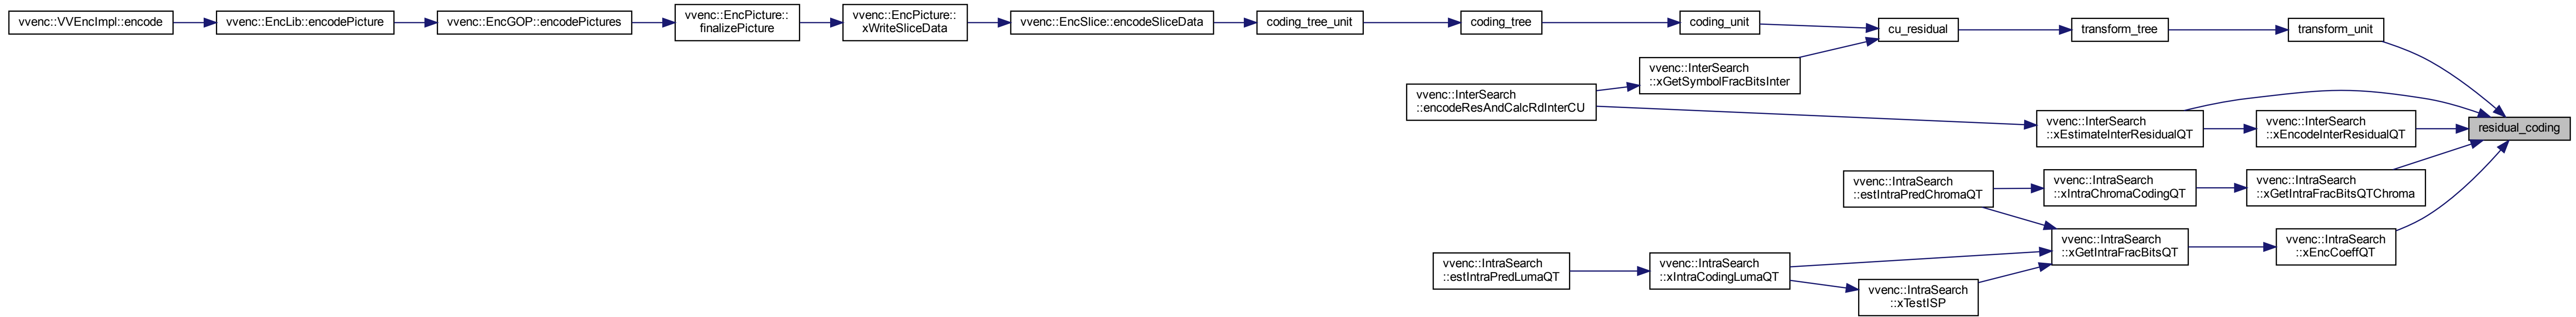 vvenc::VVEncImpl::encode
vvenc::EncLib::encodePicture
vvenc::EncGOP::encodePictures
vvenc::EncPicture::
finalizePicture
vvenc::EncPicture::
xWriteSliceData
vvenc::EncSlice::encodeSliceData
coding_tree_unit
coding_tree
coding_unit
cu_residual
transform_tree
transform_unit
vvenc::InterSearch
::xGetSymbolFracBitsInter
vvenc::InterSearch
::encodeResAndCalcRdInterCU
vvenc::InterSearch
::xEstimateInterResidualQT
vvenc::InterSearch
::xEncodeInterResidualQT
residual_coding
vvenc::IntraSearch
::estIntraPredChromaQT
vvenc::IntraSearch
::xIntraChromaCodingQT
vvenc::IntraSearch
::xGetIntraFracBitsQTChroma
vvenc::IntraSearch
::xGetIntraFracBitsQT
vvenc::IntraSearch
::xEncCoeffQT
vvenc::IntraSearch
::estIntraPredLumaQT
vvenc::IntraSearch
::xIntraCodingLumaQT
vvenc::IntraSearch
::xTestISP